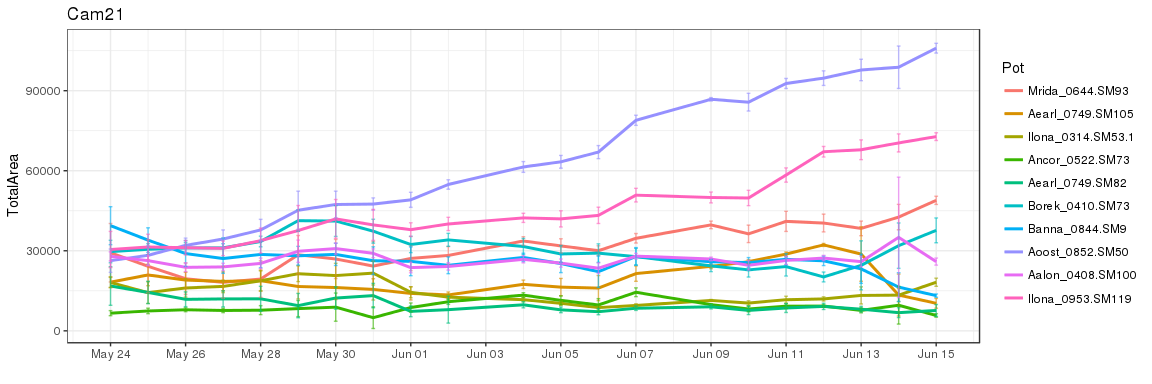 Cam21
TotalArea
90000
60000
30000
0
May 24 May 26 May 28 May 30 Jun 01 Jun 03 Jun 05 Jun 07 Jun 09 Jun 11 Jun 13 Jun 15
Pot
Mrida_0644.SM93
Aearl_0749.SM105
Ilona_0314.SM53.1
Ancor_0522.SM73
Aearl_0749.SM82
Borek_0410.SM73
Banna_0844.SM9
Aoost_0852.SM50
Aalon_0408.SM100
Ilona_0953.SM119